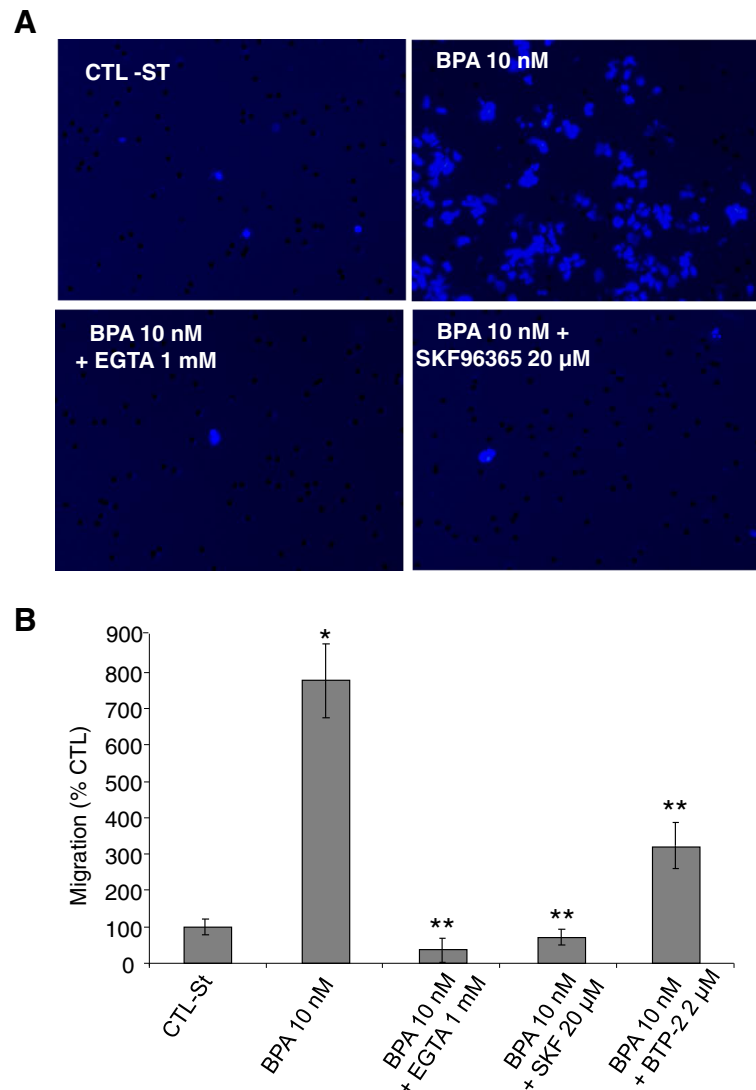 A
CTL -ST
BPA 10 nM
BPA 10 nM
+ EGTA 1 mM
BPA 10 nM +
SKF96365 20 µM
B
Migration (% CTL)
900
800
700
600
500
400
300
200
100
0
*
**
**
**
CTL-St
BPA 10 nM
BPA 10 nM
+ EGTA 1 mM
BPA 10 nM
+ SKF 20 µM
BPA 10 nM
+ BTP-2 2 µM